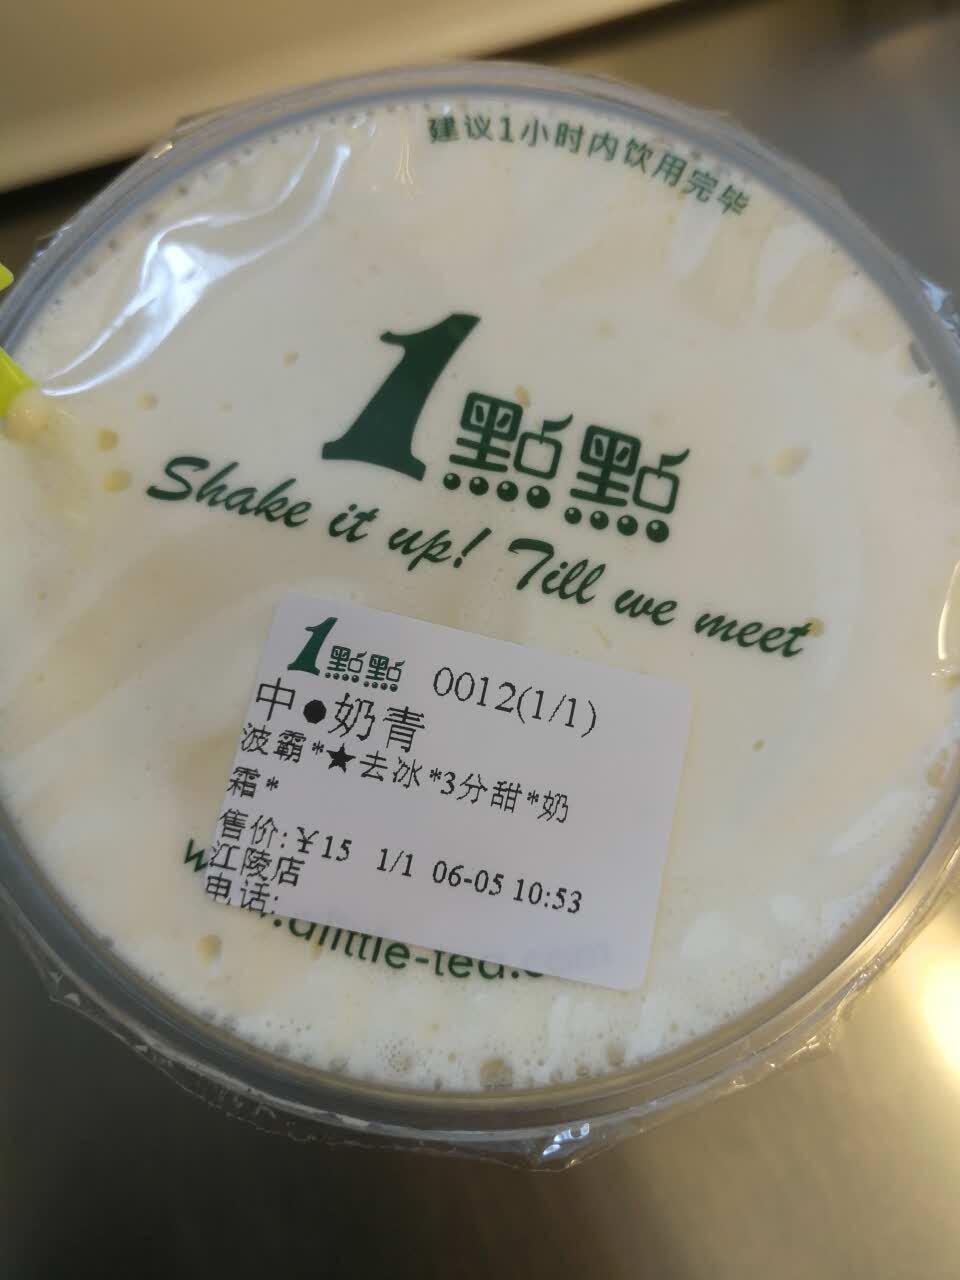 建议1小时内饮用完毕
1點點
Shake it up! Till we meet
1點點 0012(1/1)
中●奶青
波霸*★去冰*3分甜*奶
霜*
售价:¥15 1/1 06-05 10:53
江陵店
电话: